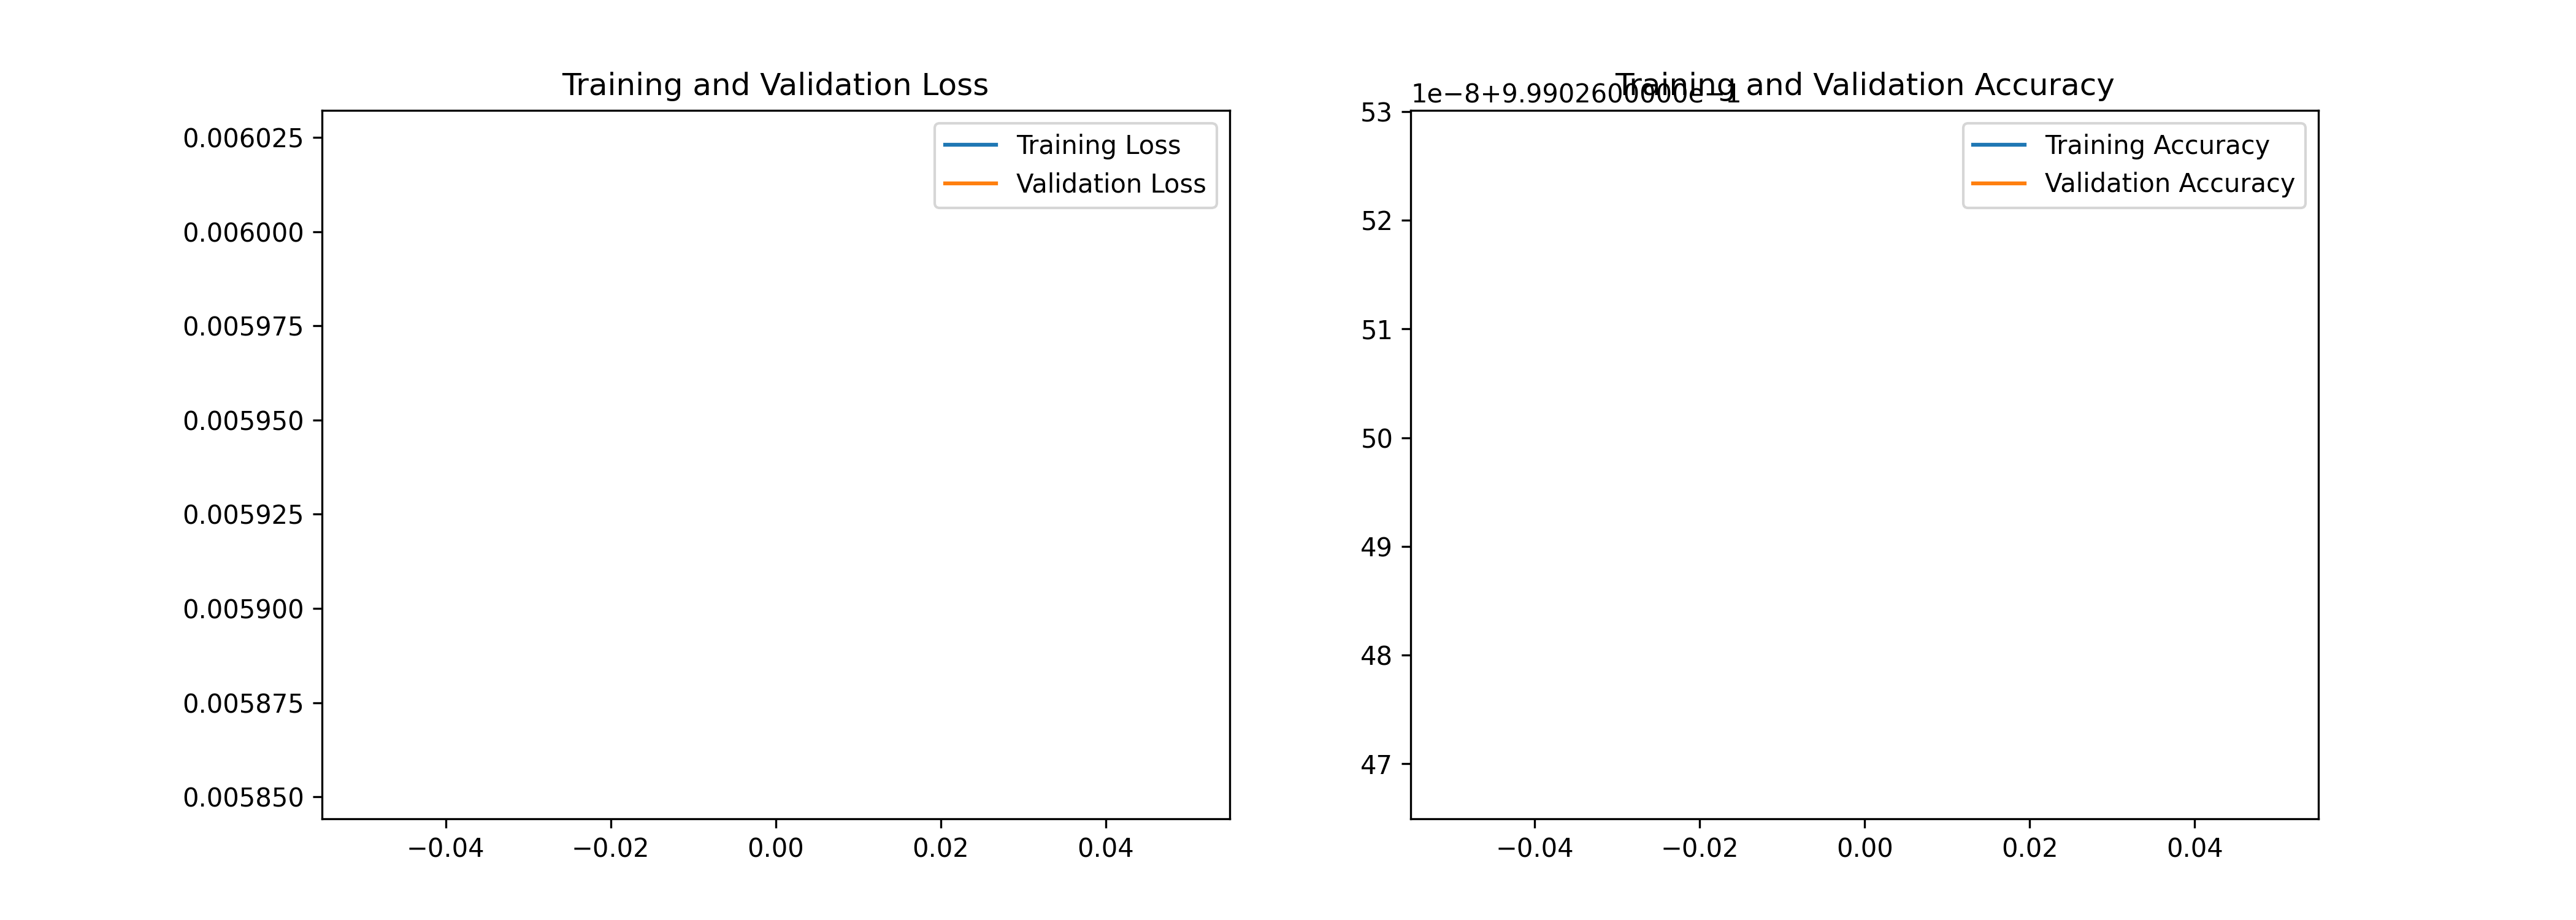 Training and Validation Loss
0.006025
0.006000
0.005975
0.005950
0.005925
0.005900
0.005875
0.005850
−0.04 −0.02 0.00 0.02 0.04
Training Loss
Validation Loss
Training and Validation Accuracy
1e−8+9.9902600000e−1
53
52
51
50
49
48
47
−0.04 −0.02 0.00 0.02 0.04
Training Accuracy
Validation Accuracy